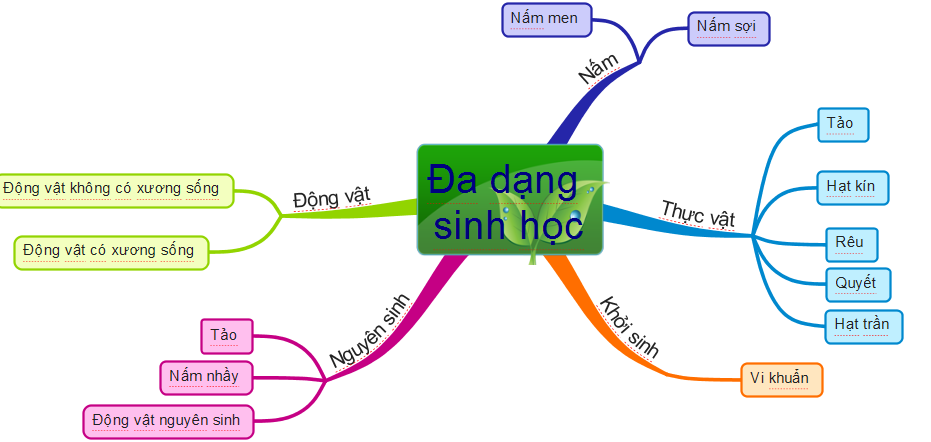 Đa dạng
sinh học
Nấm
Nấm men
Nấm sợi
Thực vật
Tảo
Hạt kín
Rêu
Quyết
Hạt trần
Khởi sinh
Vi khuẩn
Nguyên sinh
Tảo
Nấm nhầy
Động vật nguyên sinh
Động vật
Động vật không có xương sống
Động vật có xương sống